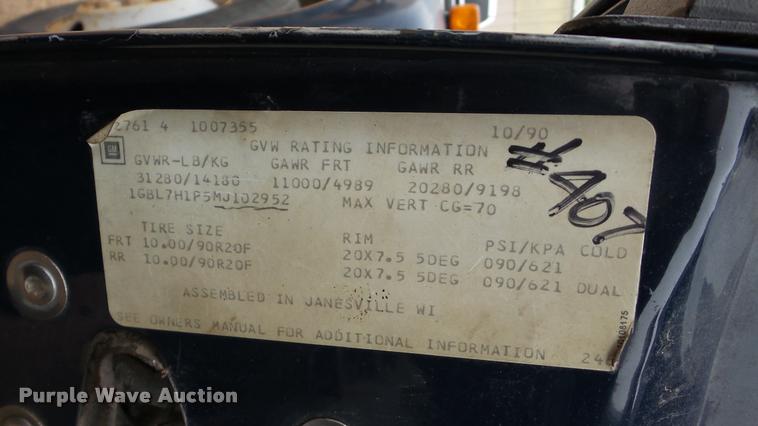 2761 4 1007355 10/90
GM
GVW RATING INFORMATION
GVWR-LB/KG GAWR FRT GAWR RR
31280/14188 11000/4989 20280/9198
1GBL7H1P5MJ102952 MAX VERT CG=70
#407
TIRE SIZE RIM PSI/KPA COLD
FRT 10.00/90R20F 20X7.5 5DEG 090/621
RR 10.00/90R20F 20X7.5 5DEG 090/621 DUAL
ASSEMBLED IN JANESVILLE WI
SEE OWNERS MANUAL FOR ADDITIONAL INFORMATION 244
Purple Wave Auction